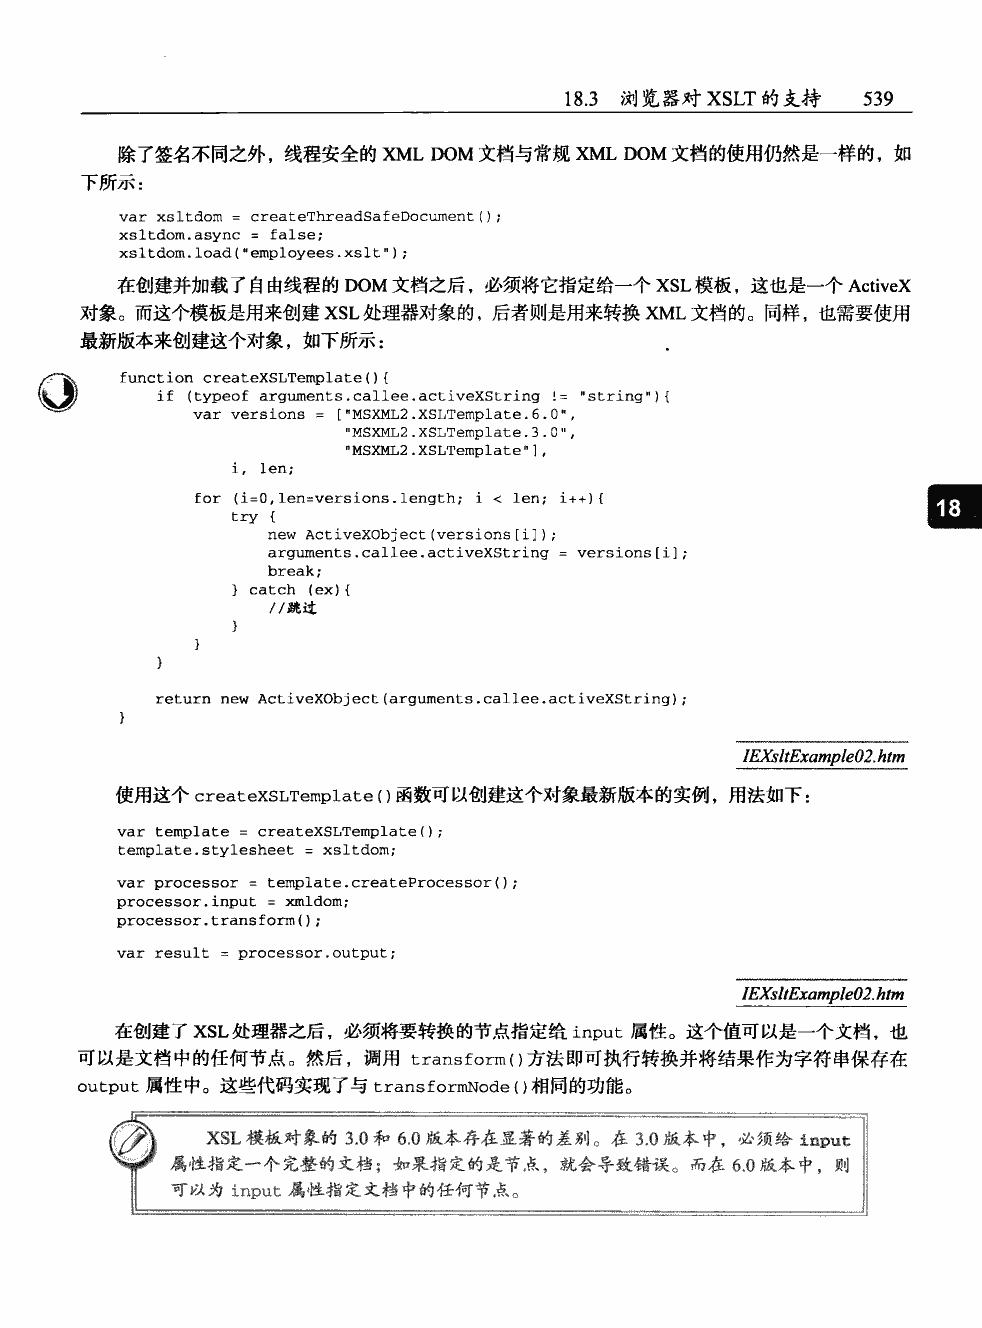 18.3 浏览器对 XSLT 的支持 539
除了签名不同之外，线程安全的 XML DOM 文档与常规 XML DOM 文档的使用仍然是一样的，如
下所示：
var xsltdom = createThreadSafeDocument();
xsltdom.async = false;
xsltdom.load("employees.xslt");
在创建并加载了自由线程的 DOM 文档之后，必须将它指定给一个 XSL 模板，这也是一个 ActiveX
对象。而这个模板是用来创建 XSL 处理器对象的，后者则是用来转换 XML 文档的。同样，也需要使用
最新版本来创建这个对象，如下所示：
function createXSLTemplate(){
if (typeof arguments.callee.activeXString != "string"){
var versions = ["MSXML2.XSLTemplate.6.0",
"MSXML2.XSLTemplate.3.0",
"MSXML2.XSLTemplate"],
i, len;
for (i=0,len=versions.length; i < len; i++){
try {
new ActiveXObject(versions[i]);
arguments.callee.activeXString = versions[i];
break;
} catch (ex){
//跳过
}
}
}
return new ActiveXObject(arguments.callee.activeXString);
}
18
IEXsltExample02.htm
使用这个 createXSLTemplate()函数可以创建这个对象最新版本的实例，用法如下：
var template = createXSLTemplate();
template.stylesheet = xsltdom;
var processor = template.createProcessor();
processor.input = xmldom;
processor.transform();
var result = processor.output;
IEXsltExample02.htm
在创建了 XSL 处理器之后，必须将要转换的节点指定给 input 属性。这个值可以是一个文档，也
可以是文档中的任何节点。然后，调用 transform()方法即可执行转换并将结果作为字符串保存在
output 属性中。这些代码实现了与 transformNode()相同的功能。
XSL 模板对象的 3.0 和 6.0 版本存在显著的差别。在 3.0 版本中，必须给 input
属性指定一个完整的文档；如果指定的是节点，就会导致错误。而在 6.0 版本中，则
可以为 input 属性指定文档中的任何节点。